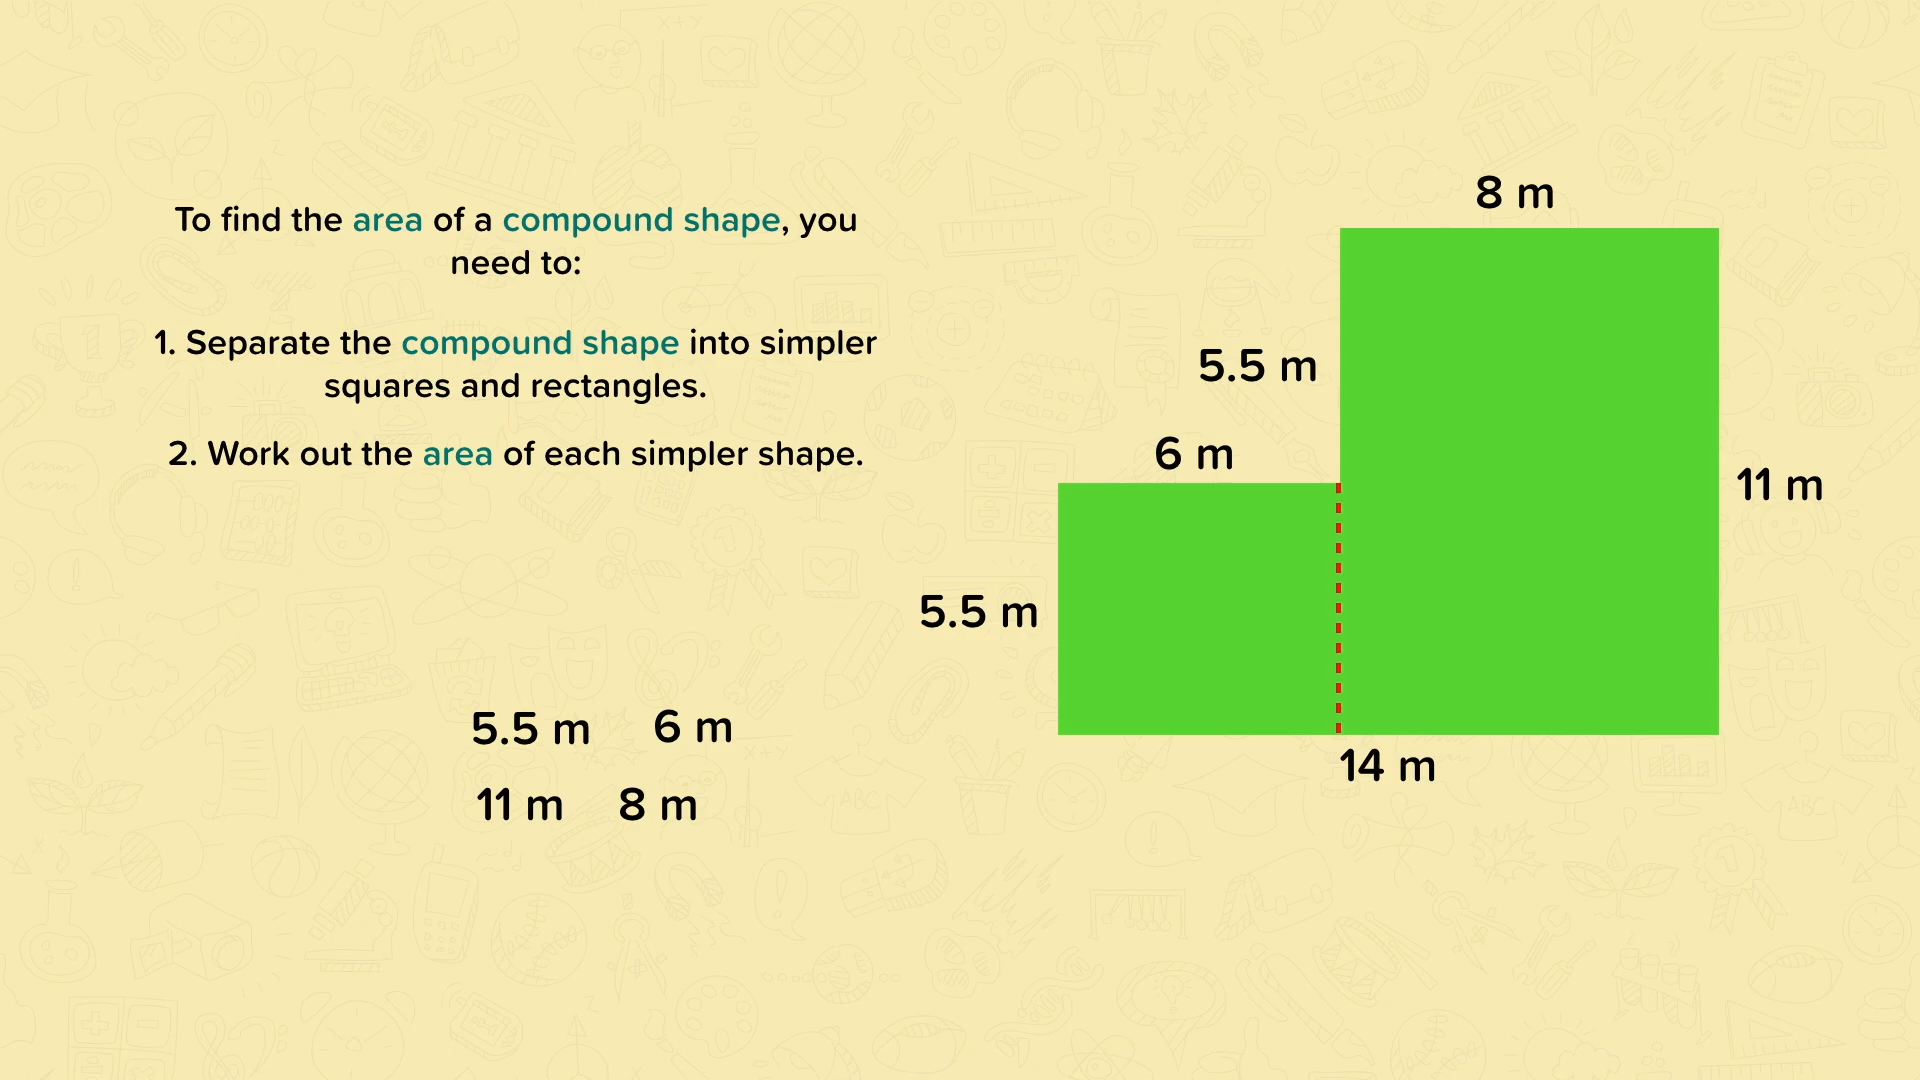 To find the area of a compound shape, you
need to:
1. Separate the compound shape into simpler
squares and rectangles.
2. Work out the area of each simpler shape.
5.5 m 6 m
11 m 8 m
8 m
5.5 m
6 m
11 m
5.5 m
14 m